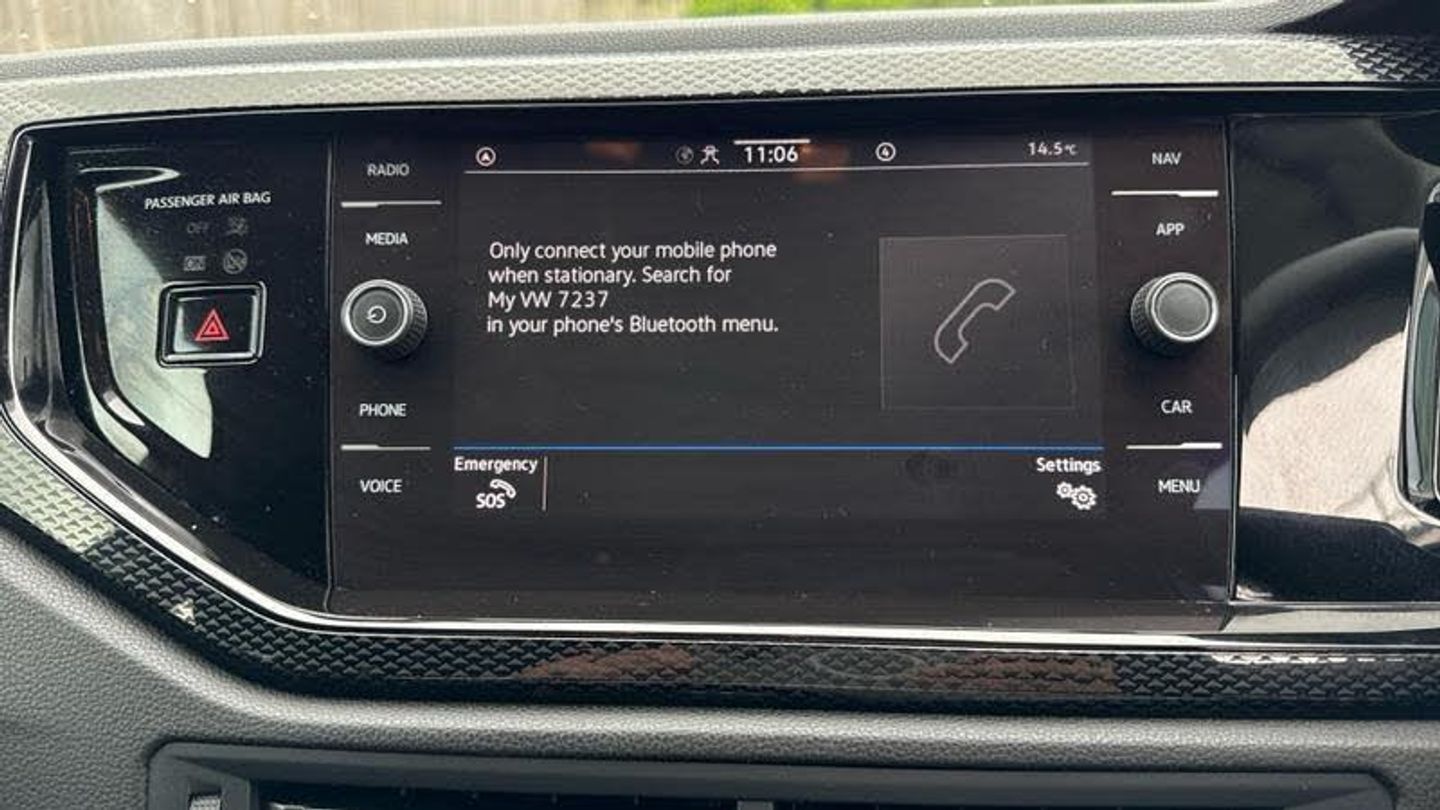 PASSENGER AIR BAG
OFF
RADIO
MEDIA
PHONE
VOICE
11:06
4
14.5°C
Only connect your mobile phone
when stationary. Search for
My VW 7237
in your phone's Bluetooth menu.
Emergency
SOS
Settings
NAV
APP
CAR
MENU